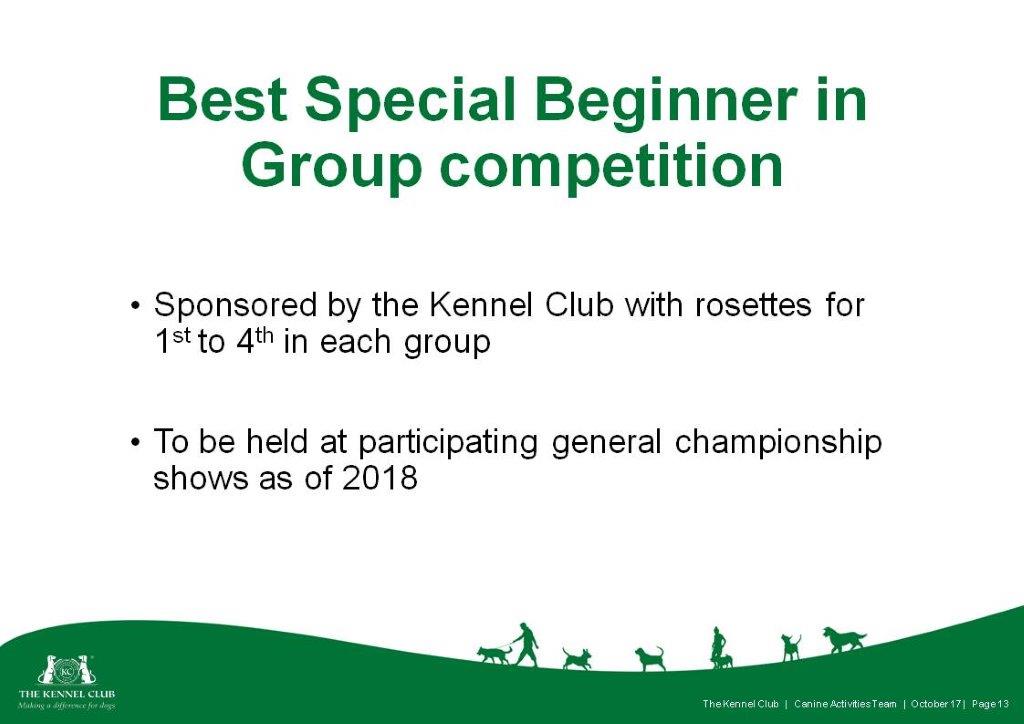 Best Special Beginner in
Group competition
• Sponsored by the Kennel Club with rosettes for
1st to 4th in each group
• To be held at participating general championship
shows as of 2018
KC
THE KENNEL CLUB
Making a difference for dogs
The Kennel Club | Canine Activities Team | October 17 | Page 13